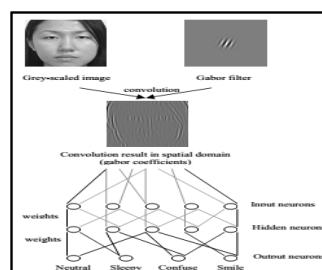 Grey-scaled image Gabor filter
convolution
Convolution result in spatial domain
(gabor coefficients)
Input neurons
weights
Hidden neurons
weights
Output neurons
Neutral Sleepy Confuse Smile